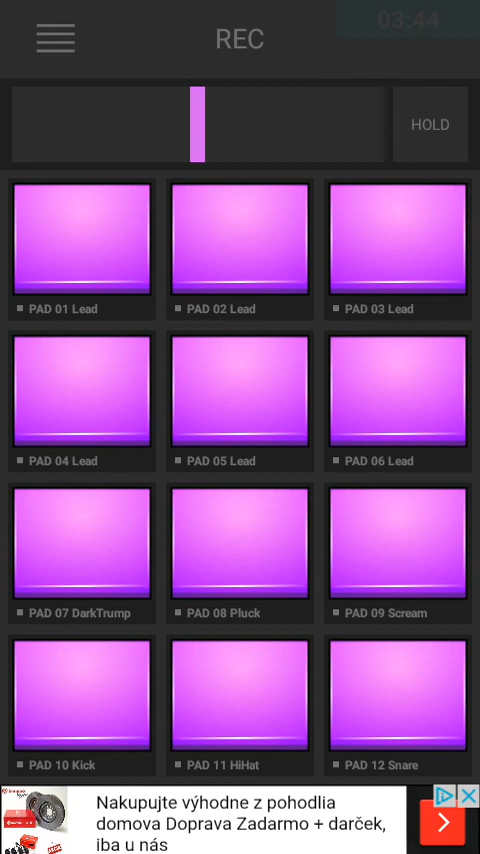 03:44
REC
HOLD
PAD 01 Lead
PAD 02 Lead
PAD 03 Lead
PAD 04 Lead
PAD 05 Lead
PAD 06 Lead
PAD 07 DarkTrump
PAD 08 Pluck
PAD 09 Scream
PAD 10 Kick
PAD 11 HiHat
PAD 12 Snare
Nakupujte výhodne z pohodlia
domova Doprava Zadarmo + darček,
iba u nás